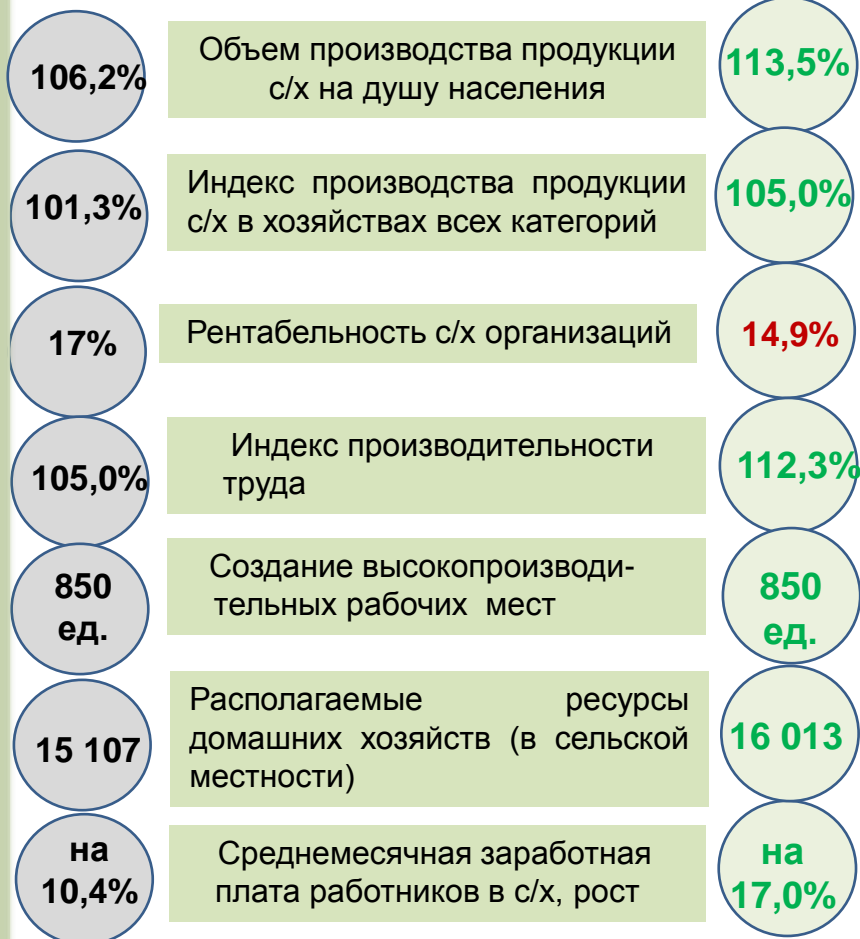 106,2%
Объем производства продукции
с/х на душу населения
113,5%
101,3%
Индекс производства продукции
с/х в хозяйствах всех категорий
105,0%
17%
Рентабельность с/х организаций
14,9%
105,0%
Индекс производительности
труда
112,3%
850
ед.
Создание высокопроизводи-
тельных рабочих мест
850
ед.
15 107
Располагаемые ресурсы
домашних хозяйств (в сельской
местности)
16 013
на
10,4%
Среднемесячная заработная
плата работников в с/х, рост
на
17,0%